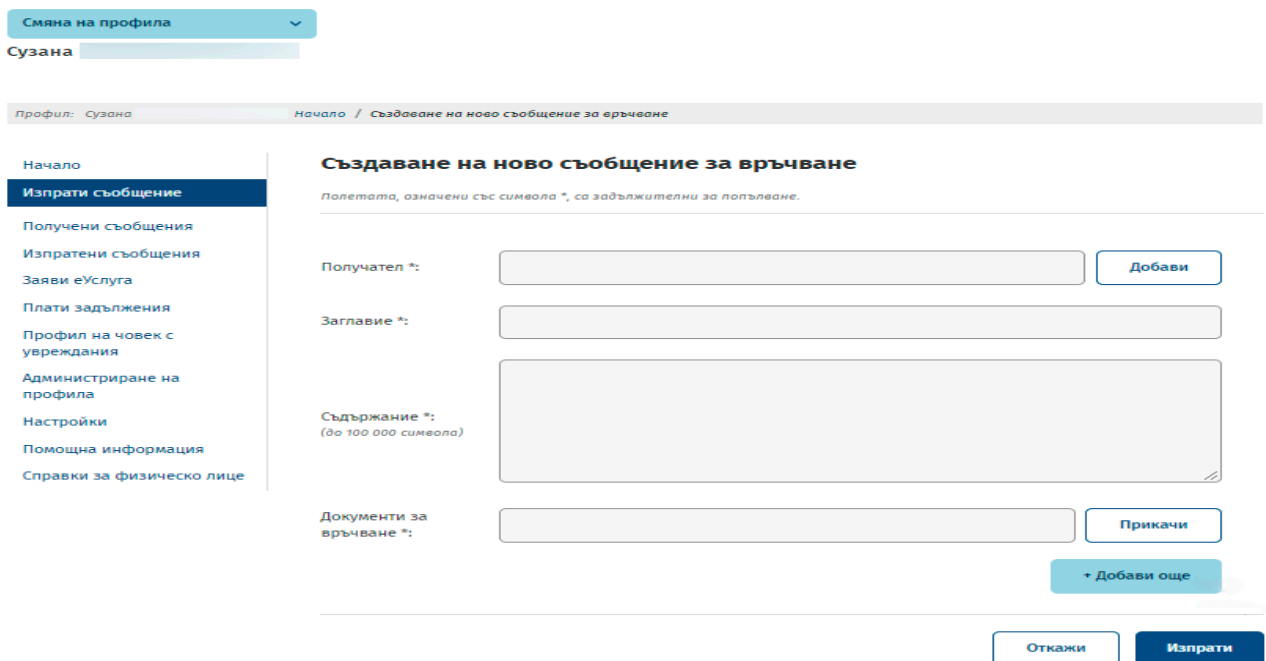 Смяна на профила
Сузана
Профил: Сузана Начало / Създаване на ново съобщение за връчване
Начало
Изпрати съобщение
Получени съобщения
Изпратени съобщения
Заяви еУслуга
Плати задължения
Профил на човек с
увреждания
Администриране на
профила
Настройки
Помощна информация
Справки за физическо лице
Създаване на ново съобщение за връчване
Полетата, означени със символа *, са задължителни за попълване.
Получател *:
Добави
Заглавие *:
Съдържание *:
(до 100 000 символа)
Документи за
връчване *:
Прикачи
+ Добави още
Откажи
Изпрати